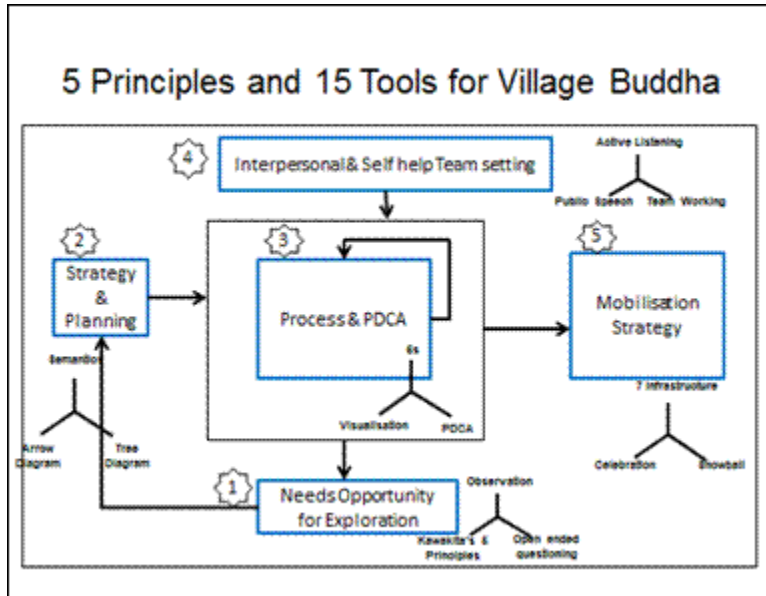 5 Principles and 15 Tools for Village Buddha
4
Interpersonal & Self help Team setting
Active Listening
Public Speech
Team Working
2
Strategy
&
Planning
3
Process & PDCA
5
Mobilisation
Strategy
Semantics
6s
7 Infrastructure
Visualisation
PDCA
Arrow
Diagram
Tree
Diagram
Celebration
Snowball
1
Needs Opportunity
for Exploration
Observation
Kawakita's
Principles
Open ended
questioning